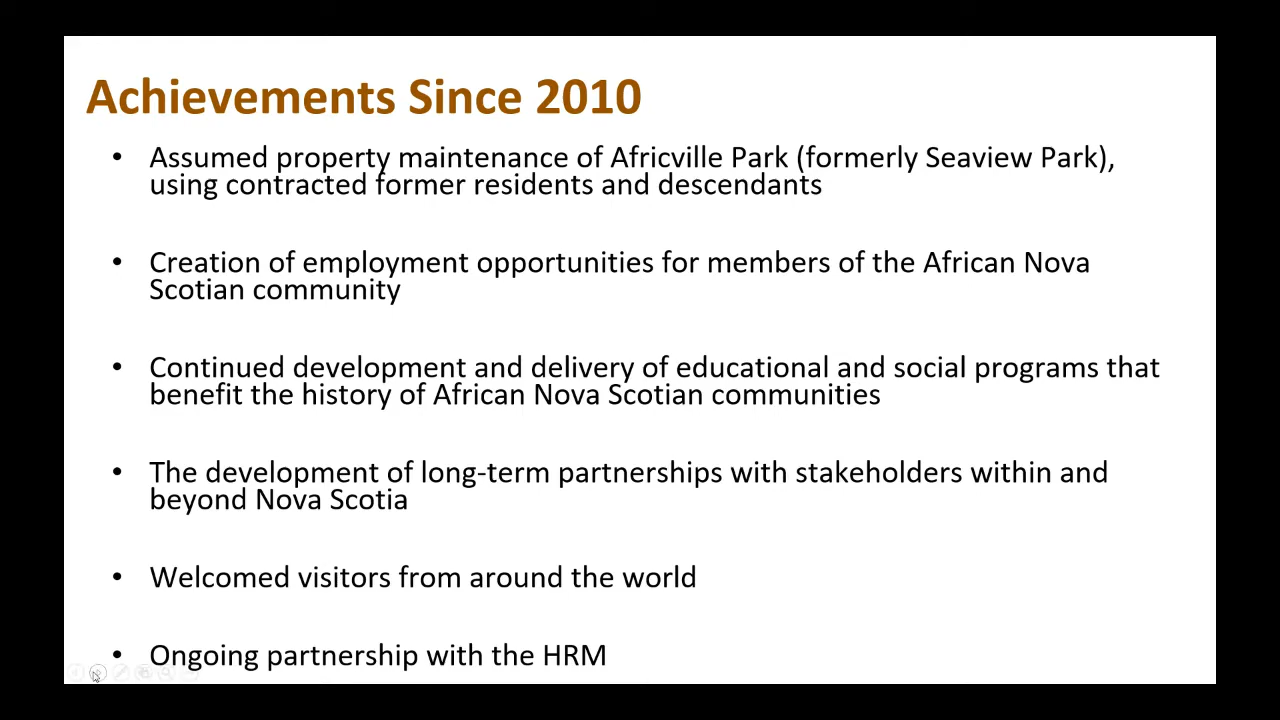 Achievements Since 2010
• Assumed property maintenance of Africville Park (formerly Seaview Park),
using contracted former residents and descendants
• Creation of employment opportunities for members of the African Nova
Scotian community
• Continued development and delivery of educational and social programs that
benefit the history of African Nova Scotian communities
• The development of long-term partnerships with stakeholders within and
beyond Nova Scotia
• Welcomed visitors from around the world
• Ongoing partnership with the HRM